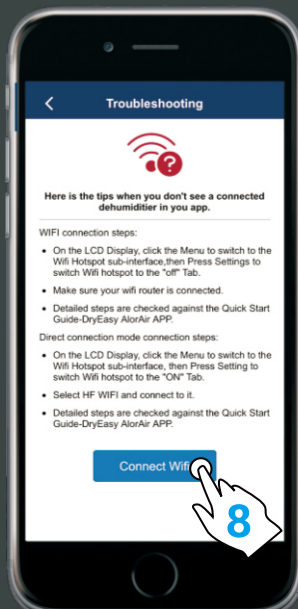 Troubleshooting
?
Here is the tips when you don't see a connected
dehumiditier in you app.
WIFI connection steps:
• On the LCD Display, click the Menu to switch to the
Wifi Hotspot sub-interface,then Press Settings to
switch Wifi hotspot to the "off" Tab.
• Make sure your wifi router is connected.
• Detailed steps are checked against the Quick Start
Guide-DryEasy AlorAir APP.
Direct connection mode connection steps:
• On the LCD Display, click the Menu to switch to the
Wifi Hotspot sub-interface, then Press Setting to
switch Wifi hotspot to the "ON" Tab.
• Select HF WIFI and connect to it.
• Detailed steps are checked against the Quick Start
Guide-DryEasy AlorAir APP.
Connect Wifi
8